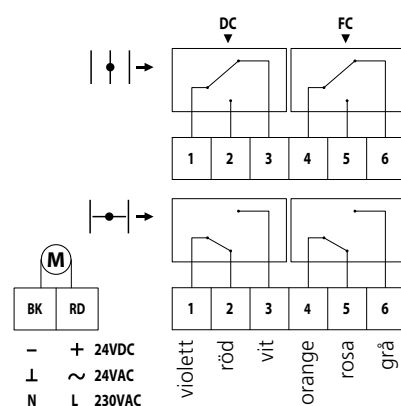 DC FC
1 2 3 4 5 6
M
BK RD
1 2 3 4 5 6
violett röd vit orange rosa grå
– + 24VDC
⊥ ~ 24VAC
N L 230VAC